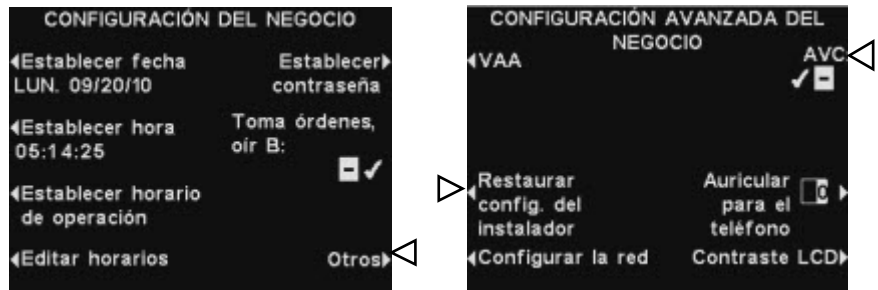 CONFIGURACIÓN DEL NEGOCIO
Establecer fecha
LUN. 09/20/10
Establecer
contraseña
Establecer hora
05:14:25
Toma órdenes,
oír B:
Establecer horario
de operación
Editar horarios
Otros
CONFIGURACIÓN AVANZADA DEL
NEGOCIO
VAA
AVC
Restaurar
config. del
instalador
Auricular
para el
teléfono
0
Configurar la red
Contraste LCD